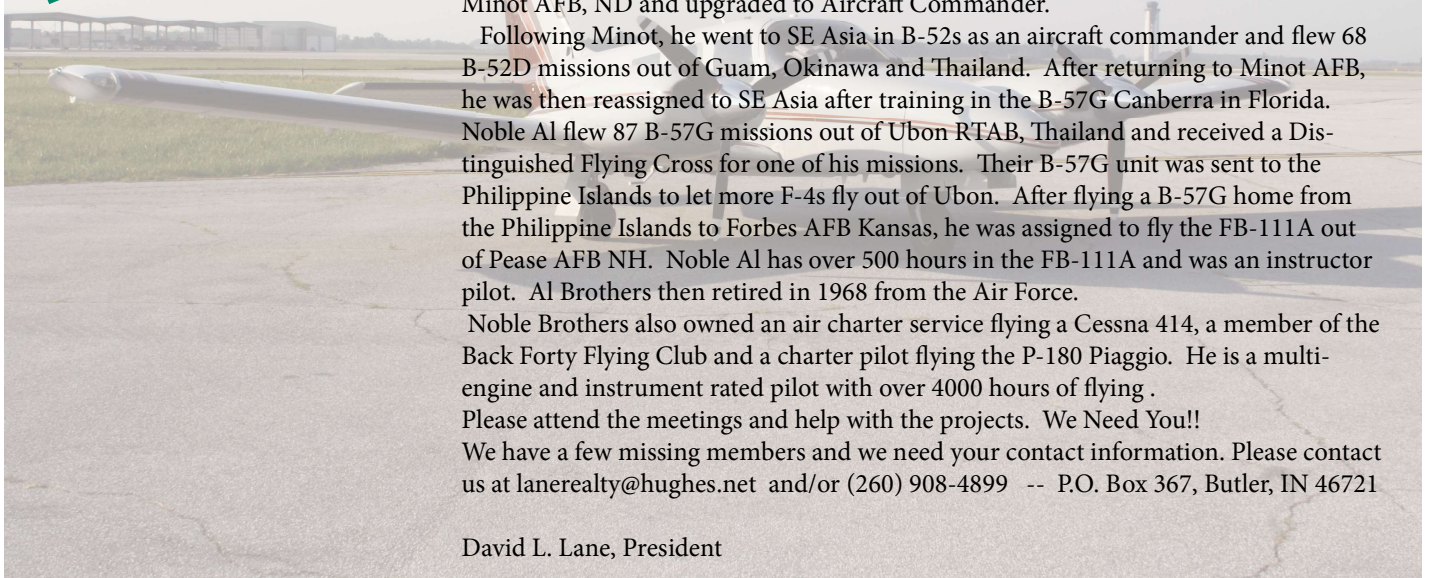 Minot AFB, ND and upgraded to Aircraft Commander.
Following Minot, he went to SE Asia in B-52s as an aircraft commander and flew 68
B-52D missions out of Guam, Okinawa and Thailand. After returning to Minot AFB,
he was then reassigned to SE Asia after training in the B-57G Canberra in Florida.
Noble Al flew 87 B-57G missions out of Ubon RTAB, Thailand and received a Dis-
tinguished Flying Cross for one of his missions. Their B-57G unit was sent to the
Philippine Islands to let more F-4s fly out of Ubon. After flying a B-57G home from
the Philippine Islands to Forbes AFB Kansas, he was assigned to fly the FB-111A out
of Pease AFB NH. Noble Al has over 500 hours in the FB-111A and was an instructor
pilot. Al Brothers then retired in 1968 from the Air Force.
Noble Brothers also owned an air charter service flying a Cessna 414, a member of the
Back Forty Flying Club and a charter pilot flying the P-180 Piaggio. He is a multi-
engine and instrument rated pilot with over 4000 hours of flying .
Please attend the meetings and help with the projects. We Need You!!
We have a few missing members and we need your contact information. Please contact
us at lanerealty@hughes.net and/or (260) 908-4899 -- P.O. Box 367, Butler, IN 46721
David L. Lane, President